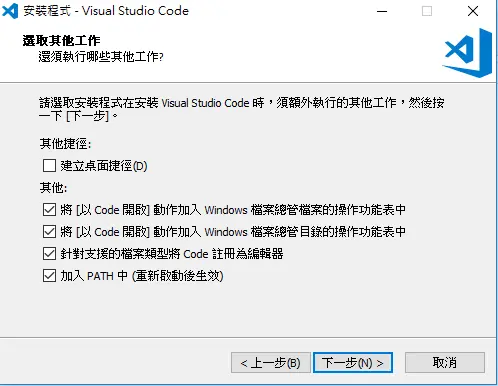 安裝程式 - Visual Studio Code
選取其他工作
還須執行哪些其他工作?
請選取安裝程式在安裝 Visual Studio Code 時，須額外執行的其他工作，然後按
一下 [下一步]。
其他捷徑:
建立桌面捷徑(D)
其他:
將 [以 Code 開啟] 動作加入 Windows 檔案總管檔案的操作功能表中
將 [以 Code 開啟] 動作加入 Windows 檔案總管目錄的操作功能表中
針對支援的檔案類型將 Code 註冊為編輯器
加入 PATH 中 (重新啟動後生效)
< 上一步(B) 下一步(N) > 取消